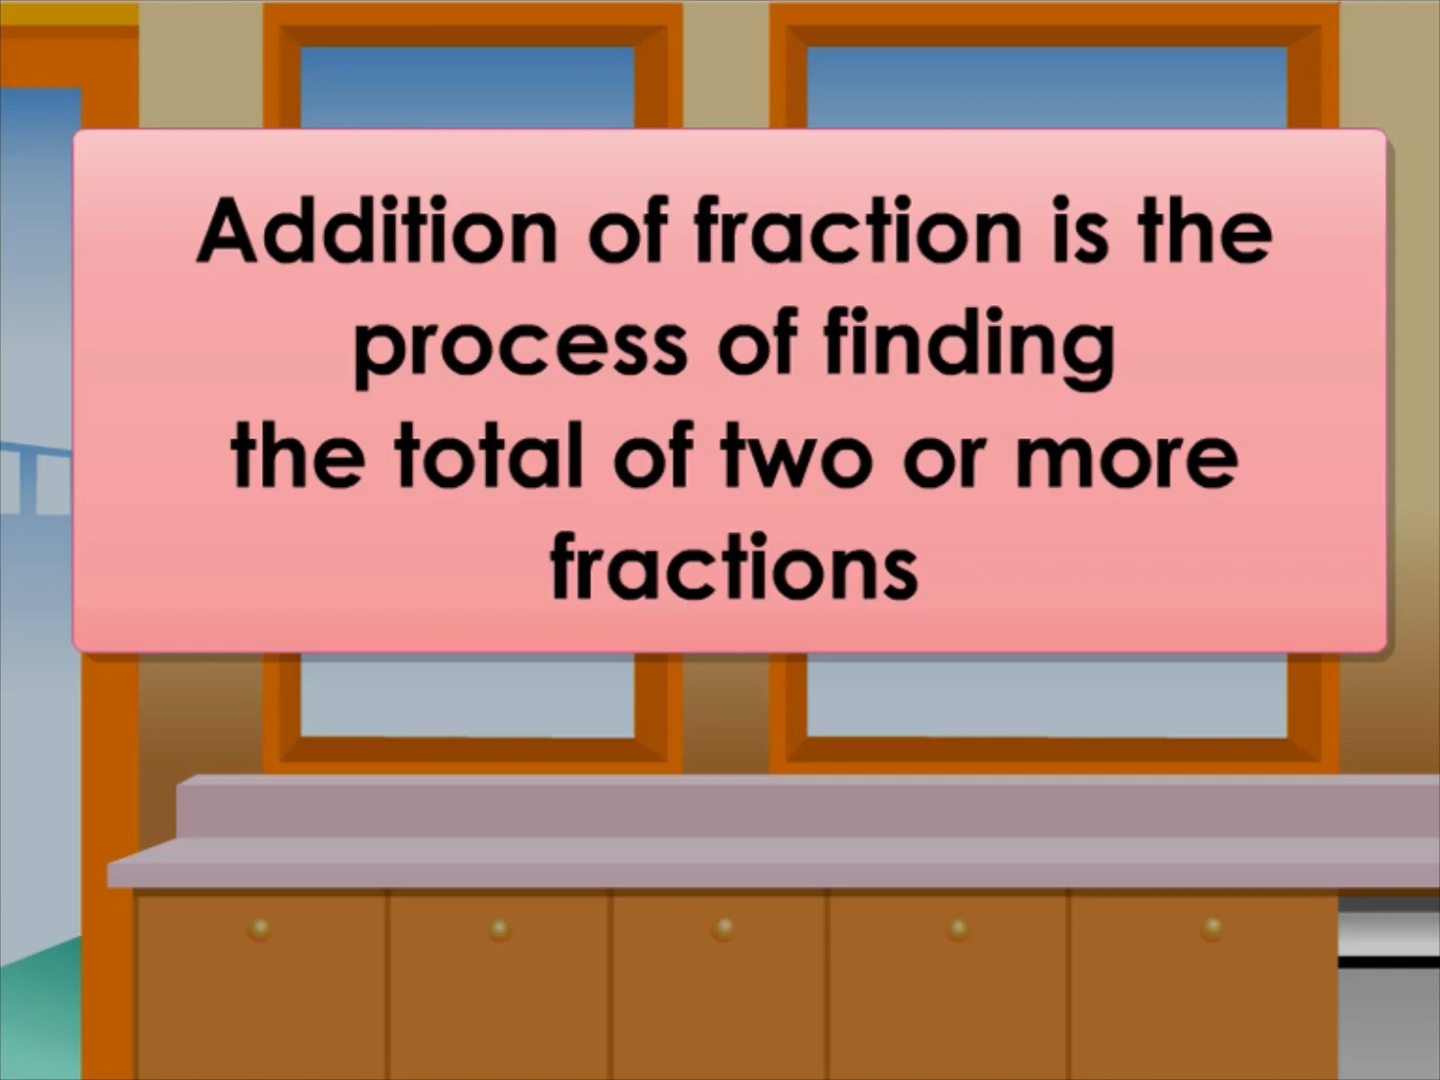 Addition of fraction is the
process of finding
the total of two or more
fractions